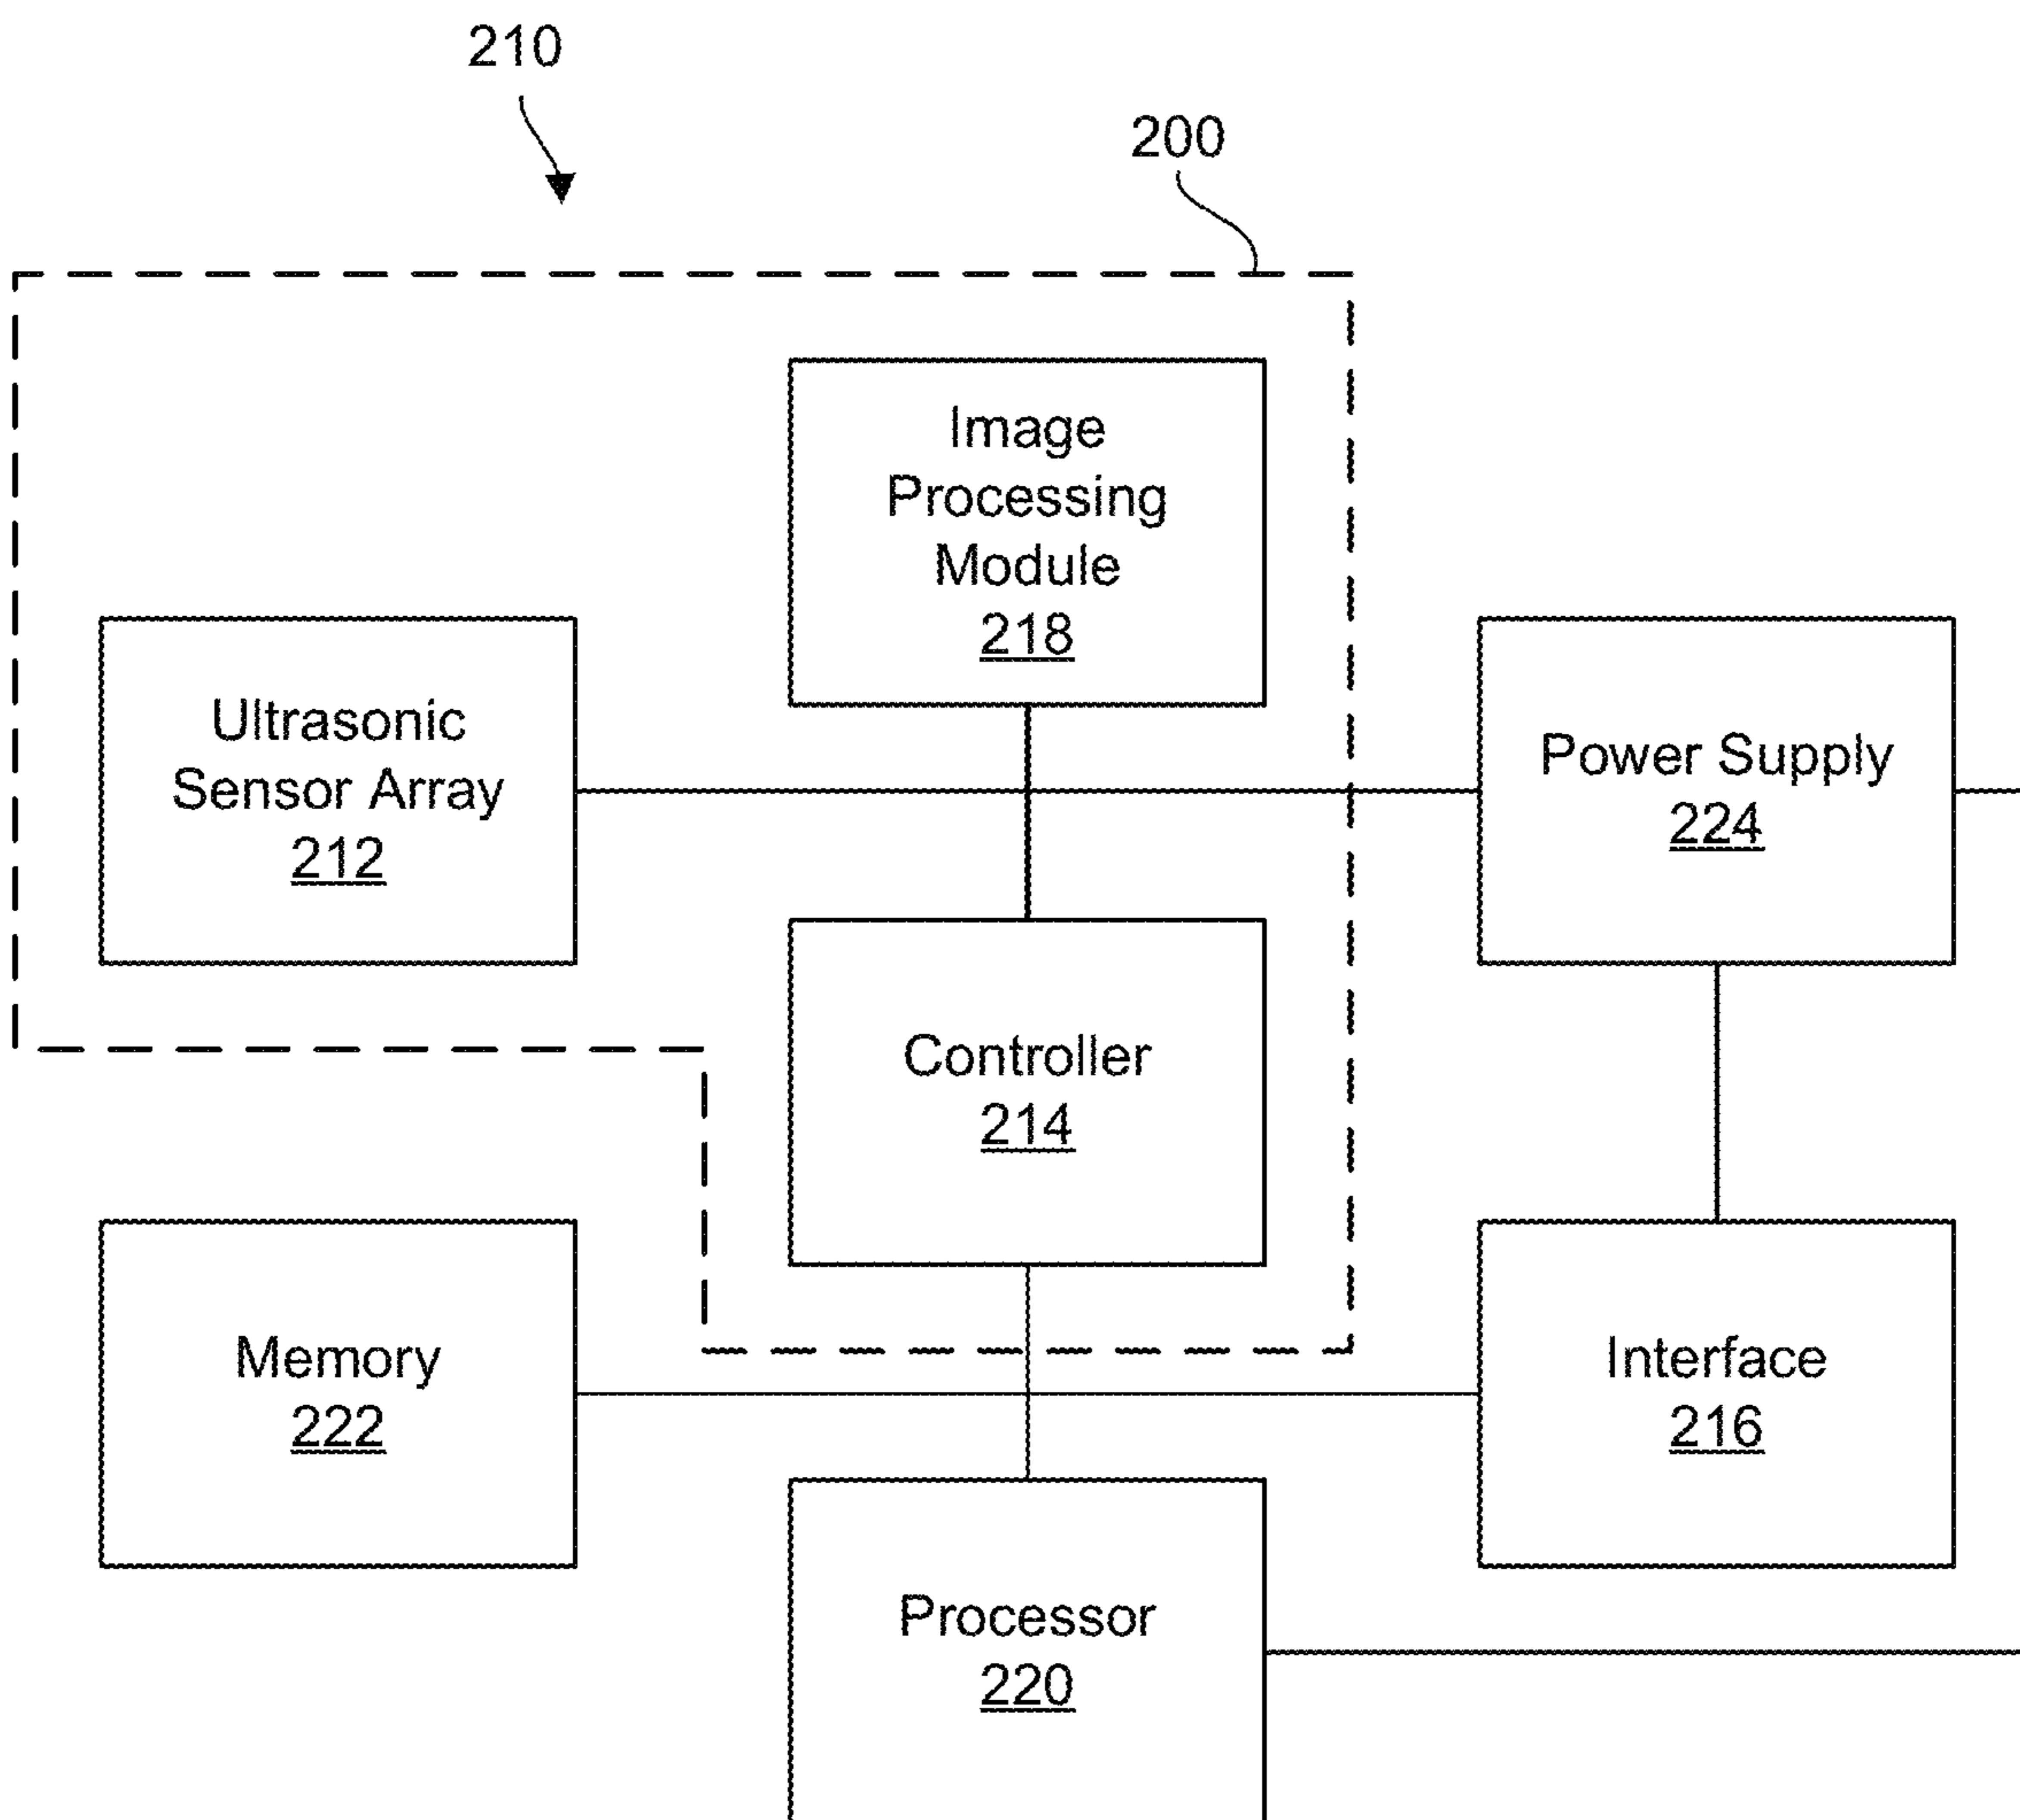 210
200
Image
Processing
Module
218
Ultrasonic
Sensor Array
212
Power Supply
224
Controller
214
Memory
222
Interface
216
Processor
220